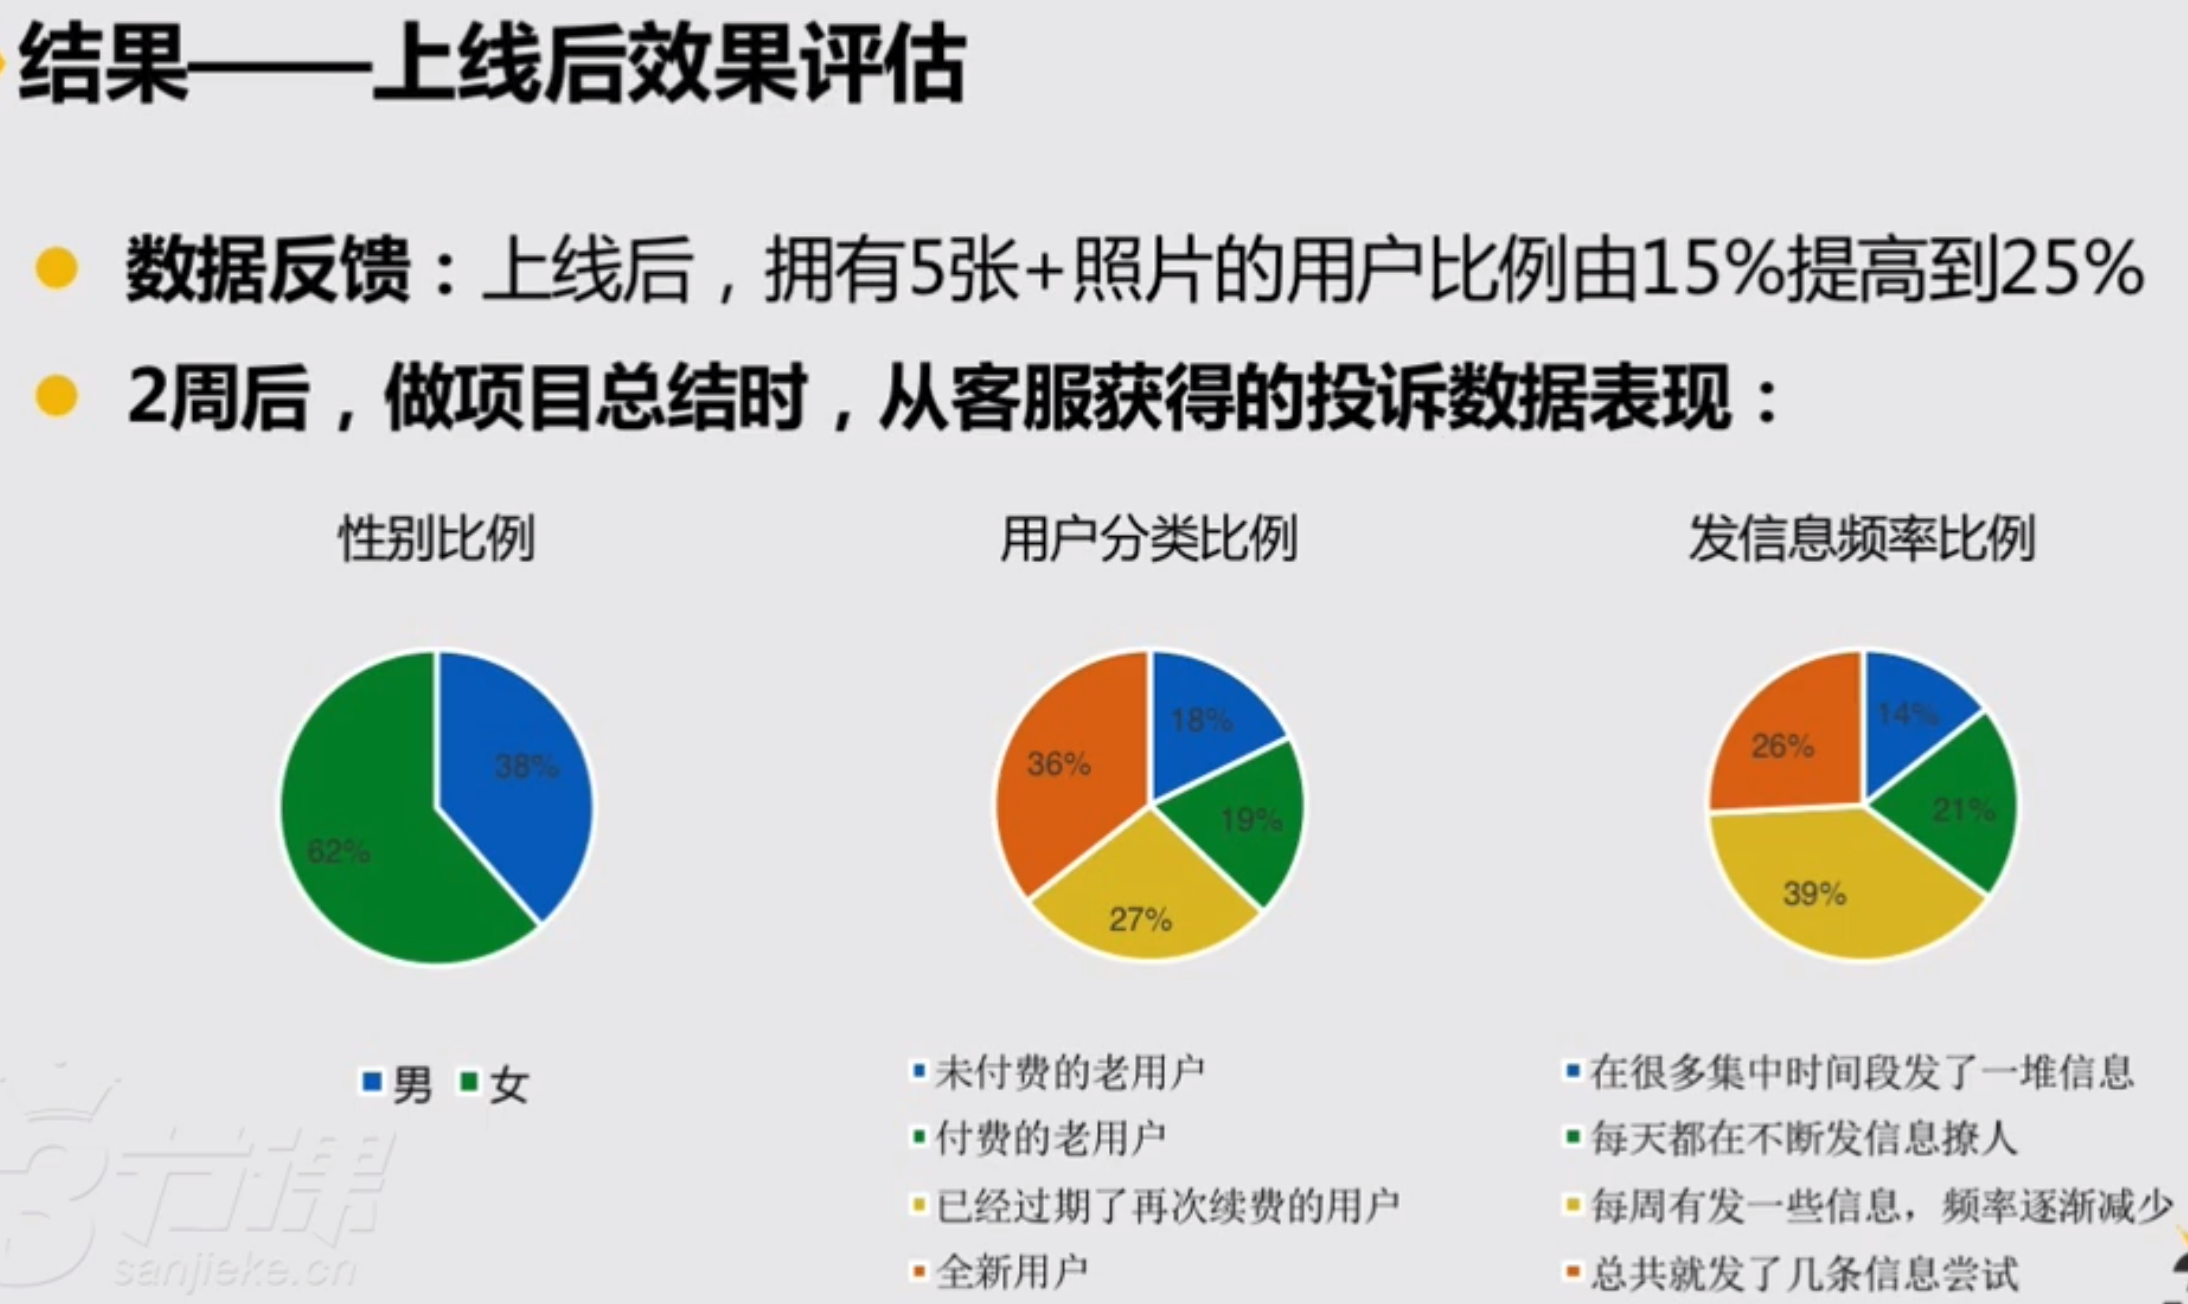 结果——上线后效果评估
数据反馈：上线后，拥有5张+照片的用户比例由15%提高到25%
2周后，做项目总结时，从客服获得的投诉数据表现：
性别比例
38%
62%
男 女
用户分类比例
18%
19%
27%
36%
未付费的老用户
付费的老用户
已经过期了再次续费的用户
全新用户
发信息频率比例
14%
21%
39%
26%
在很多集中时间段发了一堆信息
每天都在不断发信息撩人
每周有发一些信息，频率逐渐减少
总共就发了几条信息尝试
3节课
sanjieke.cn